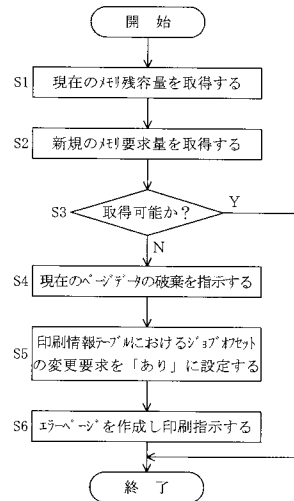 開 始
S1 現在のﾒﾓﾘ残容量を取得する
S2 新規のﾒﾓﾘ要求量を取得する
S3 取得可能か? Y
N
S4 現在のﾍﾟｰｼﾞﾃﾞｰﾀの破棄を指示する
S5 印刷情報ﾃｰﾌﾞﾙにおけるｼﾞｮﾌﾞｵﾌｾｯﾄ
の変更要求を「あり」に設定する
S6 ｴﾗｰﾍﾟｰｼﾞを作成し印刷指示する
終 了